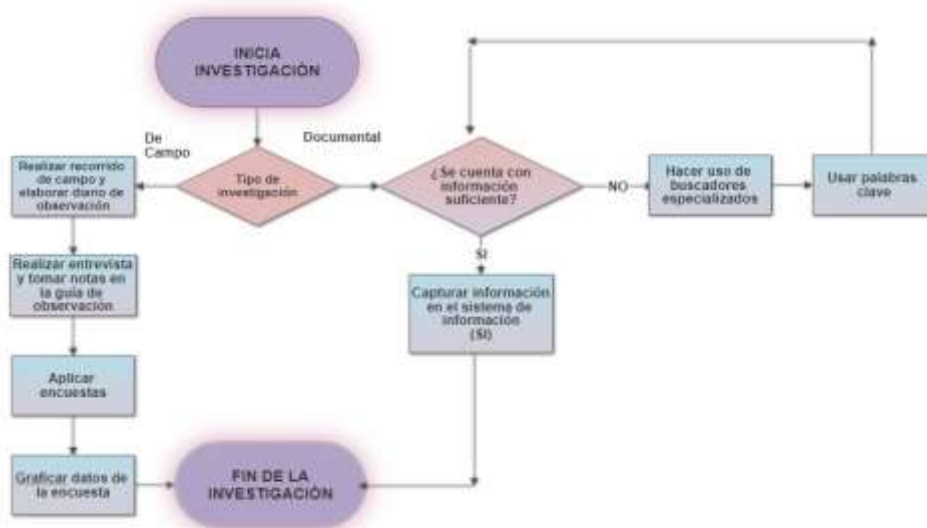 INICIA
INVESTIGACIÓN
De
Campo
Documental
Tipo de
investigación
¿Se cuenta con
información
suficiente?
NO
Hacer uso de
buscadores
especializados
Usar palabras
clave
Realizar recorrido
de campo y
elaborar diario de
observación
SI
Realizar entrevista
y tomar notas en
la guía de
observación
Capturar información
en el sistema de
información
(SI)
Aplicar
encuestas
Graficar datos de
la encuesta
FIN DE LA
INVESTIGACIÓN